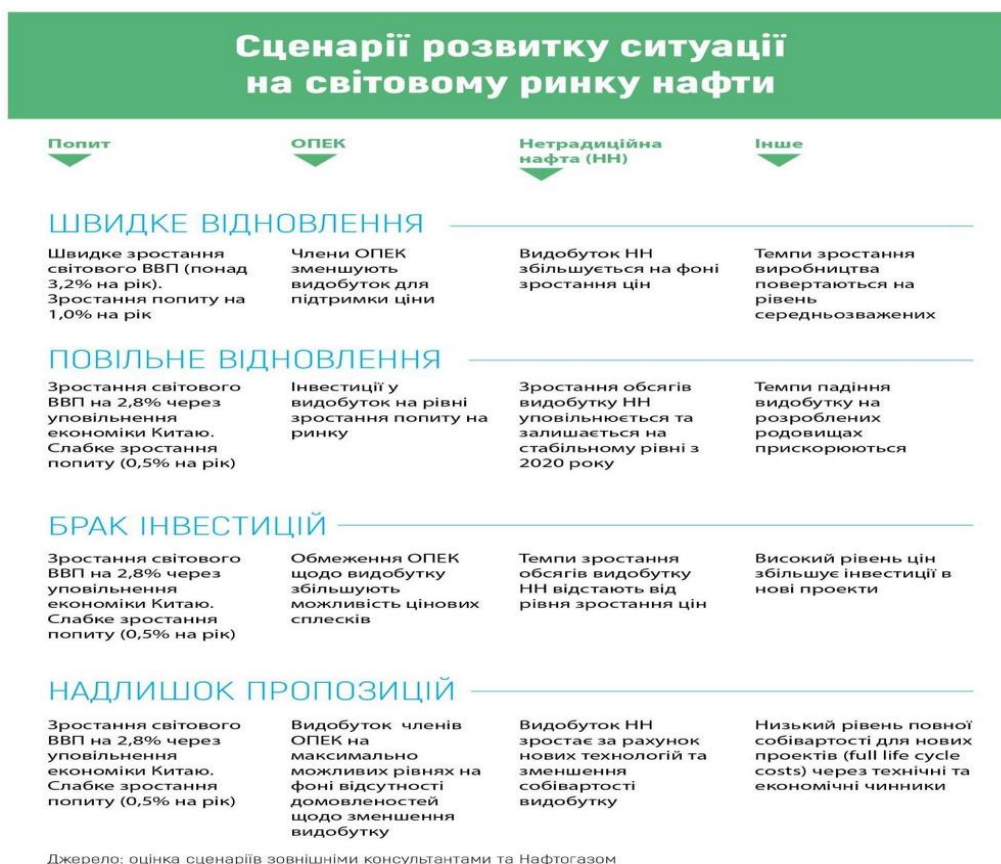 Сценарії розвитку ситуації
на світовому ринку нафти
Попит
ОПЕК
Нетрадиційна
нафта (НН)
Інше
ШВИДКЕ ВІДНОВЛЕННЯ
Швидке зростання
світового ВВП (понад
3,2% на рік).
Зростання попиту на
1,0% на рік
Члени ОПЕК
зменшують
видобуток для
підтримки ціни
Видобуток НН
збільшується на фоні
зростання цін
Темпи зростання
виробництва
повертаються на
рівень
середньозважених
ПОВІЛЬНЕ ВІДНОВЛЕННЯ
Зростання світового
ВВП на 2,8% через
уповільнення
економіки Китаю.
Слабке зростання
попиту (0,5% на рік)
Інвестиції у
видобуток на рівні
зростання попиту на
ринку
Зростання обсягів
видобутку НН
уповільнюється та
залишається на
стабільному рівні з
2020 року
Темпи падіння
видобутку на
розроблених
родовищах
прискорюються
БРАК ІНВЕСТИЦІЙ
Зростання світового
ВВП на 2,8% через
уповільнення
економіки Китаю.
Слабке зростання
попиту (0,5% на рік)
Обмеження ОПЕК
щодо видобутку
збільшують
можливість цінових
сплесків
Темпи зростання
обсягів видобутку
НН відстають від
рівня зростання цін
Високий рівень цін
збільшує інвестиції в
нові проекти
НАДЛИШОК ПРОПОЗИЦІЙ
Зростання світового
ВВП на 2,8% через
уповільнення
економіки Китаю.
Слабке зростання
попиту (0,5% на рік)
Видобуток членів
ОПЕК на
максимально
можливих рівнях на
фоні відсутності
домовленостей
щодо зменшення
видобутку
Видобуток НН
зростає за рахунок
нових технологій та
зменшення
собівартості
видобутку
Низький рівень повної
собівартості для нових
проектів (full life cycle
costs) через технічні та
економічні чинники
Джерело: оцінка сценаріїв зовнішніми консультантами та Нафтогазом